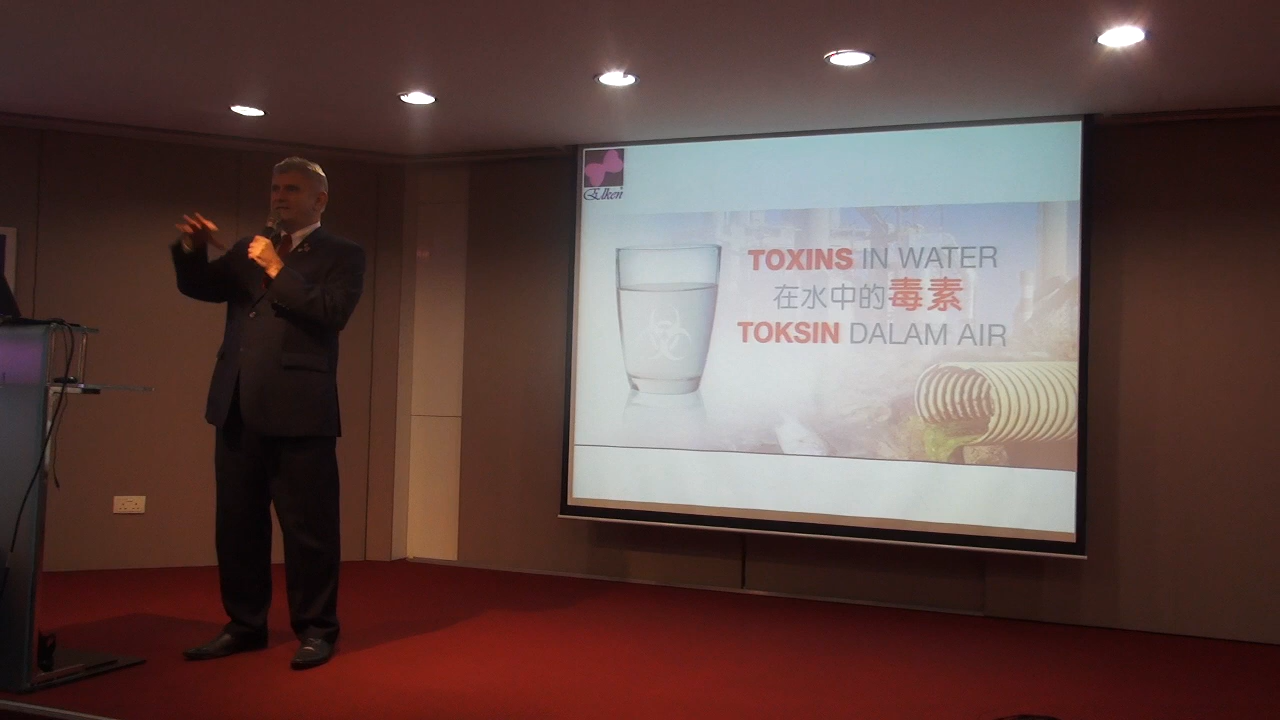 Elken
TOXINS IN WATER
在水中的毒素
TOKSIN DALAM AIR